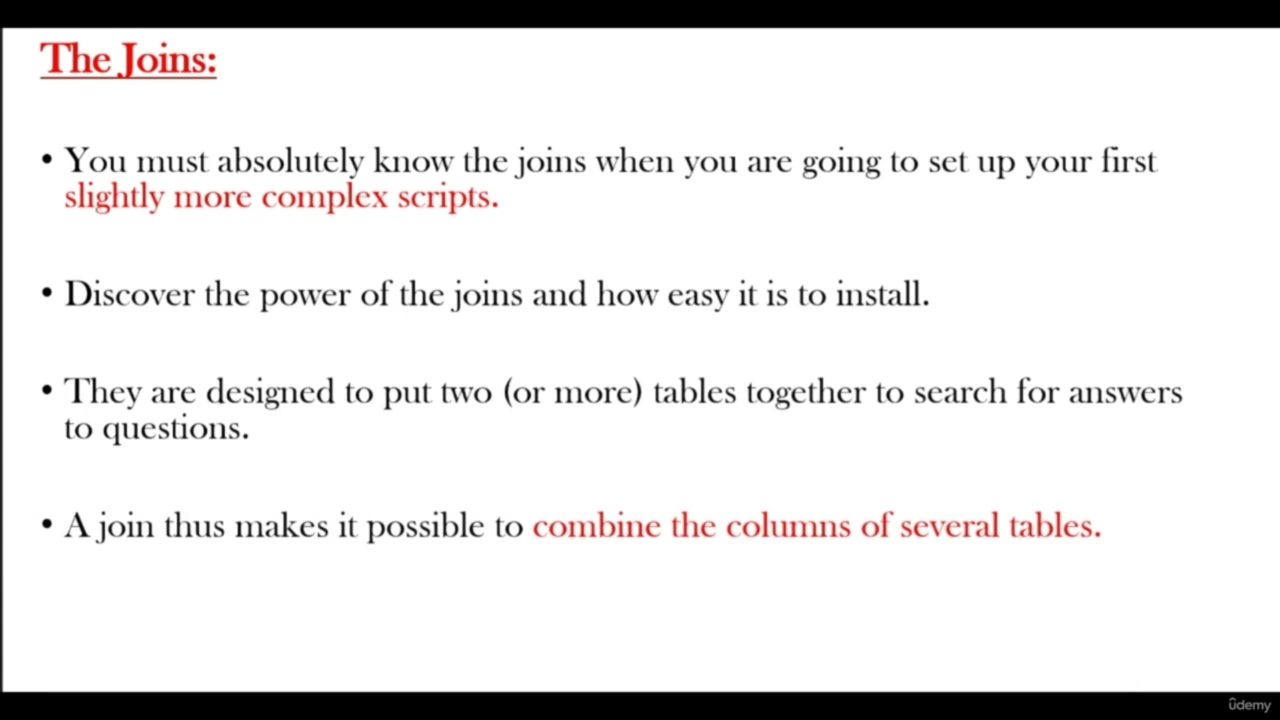 The Joins:
• You must absolutely know the joins when you are going to set up your first
slightly more complex scripts.
• Discover the power of the joins and how easy it is to install.
• They are designed to put two (or more) tables together to search for answers
to questions.
• A join thus makes it possible to combine the columns of several tables.
ûdemy